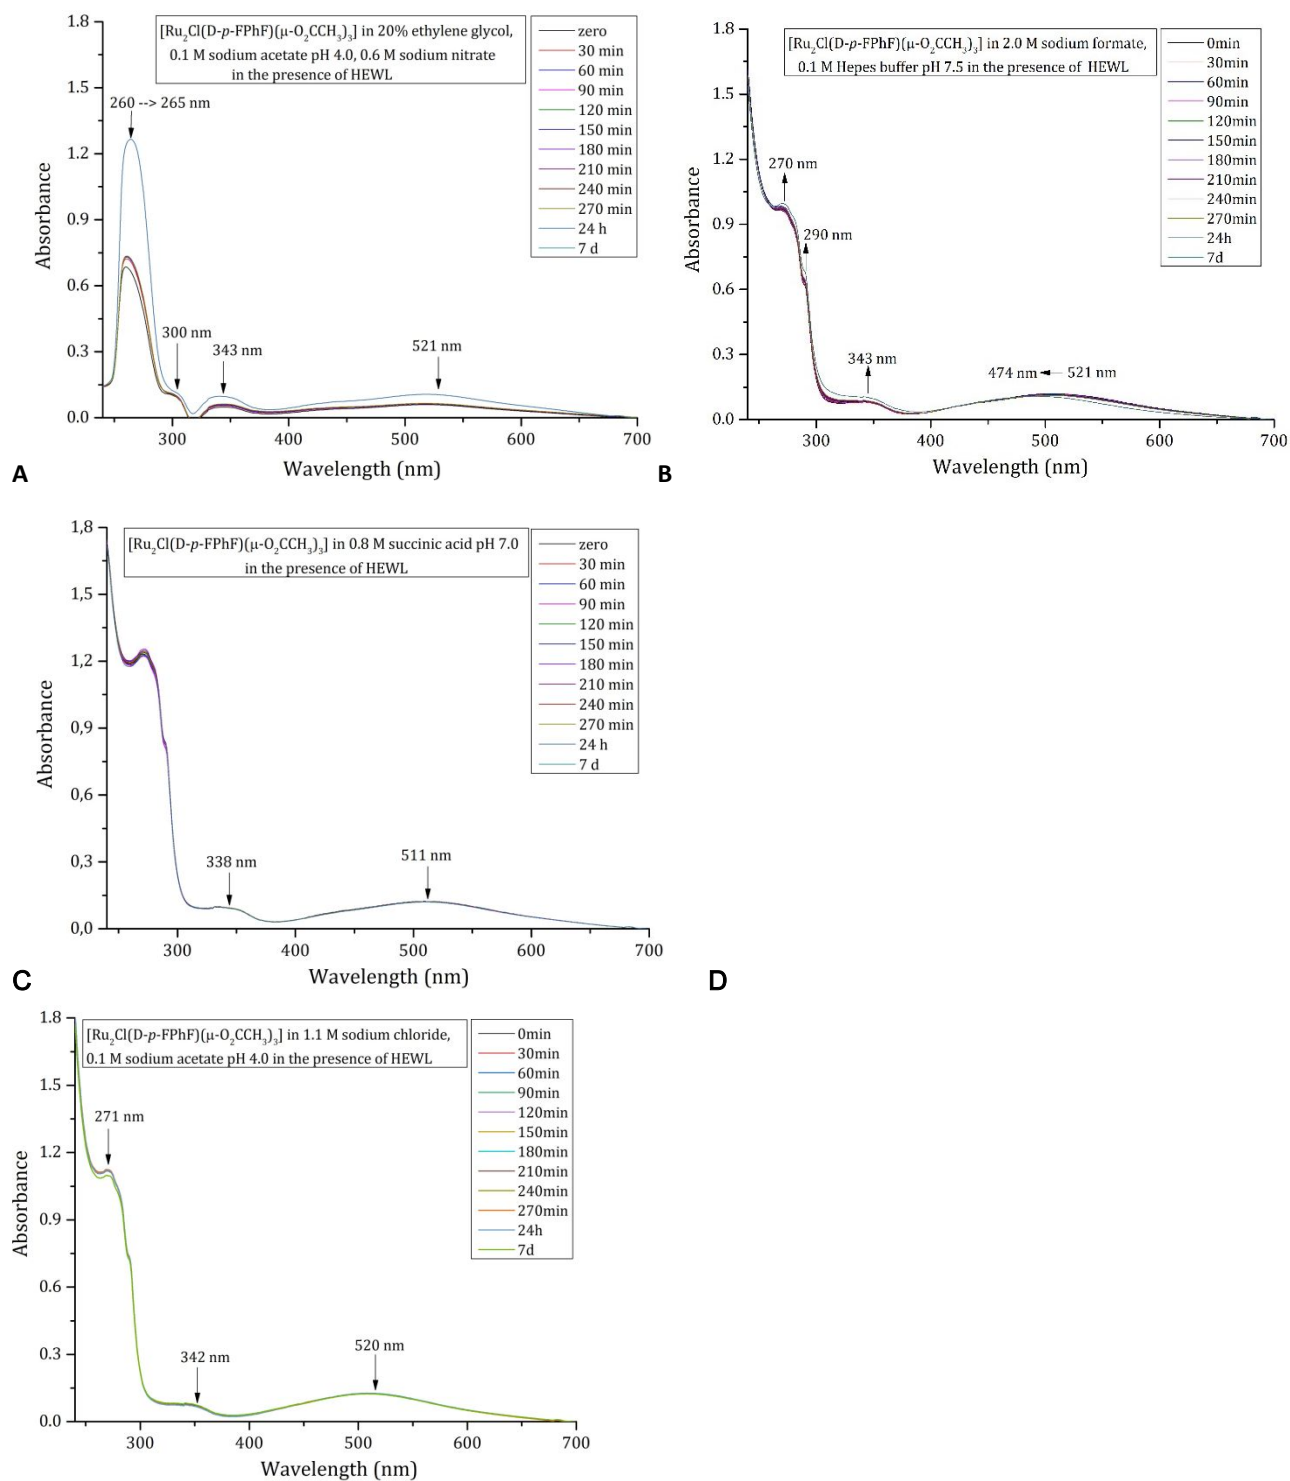 [Ru₂Cl(D-p-FPhF)(μ-O₂CCH₃)₃] in 20% ethylene glycol,
0.1 M sodium acetate pH 4.0, 0.6 M sodium nitrate
in the presence of HEWL
zero
30 min
60 min
90 min
120 min
150 min
180 min
210 min
240 min
270 min
24 h
7 d
1.8
1.5
1.2
0.9
0.6
0.3
0.0
Absorbance
260 --> 265 nm
300 nm
343 nm
521 nm
300
400
500
600
700
Wavelength (nm)
A
[Ru₂Cl(D-p-FPhF)(μ-O₂CCH₃)₃] in 2.0 M sodium formate,
0.1 M Hepes buffer pH 7.5 in the presence of HEWL
0min
30min
60min
90min
120min
150min
180min
210min
240min
270min
24h
7d
1.8
1.5
1.2
0.9
0.6
0.3
0.0
Absorbance
270 nm
290 nm
343 nm
474 nm
521 nm
300
400
500
600
700
Wavelength (nm)
B
[Ru₂Cl(D-p-FPhF)(μ-O₂CCH₃)₃] in 0.8 M succinic acid pH 7.0
in the presence of HEWL
zero
30 min
60 min
90 min
120 min
150 min
180 min
210 min
240 min
270 min
24 h
7 d
1,8
1,5
1,2
0,9
0,6
0,3
0,0
Absorbance
338 nm
511 nm
300
400
500
600
700
Wavelength (nm)
C
D
[Ru₂Cl(D-p-FPhF)(μ-O₂CCH₃)₃] in 1.1 M sodium chloride,
0.1 M sodium acetate pH 4.0 in the presence of HEWL
0min
30min
60min
90min
120min
150min
180min
210min
240min
270min
24h
7d
1.8
1.5
1.2
0.9
0.6
0.3
0.0
Absorbance
271 nm
342 nm
520 nm
300
400
500
600
700
Wavelength (nm)